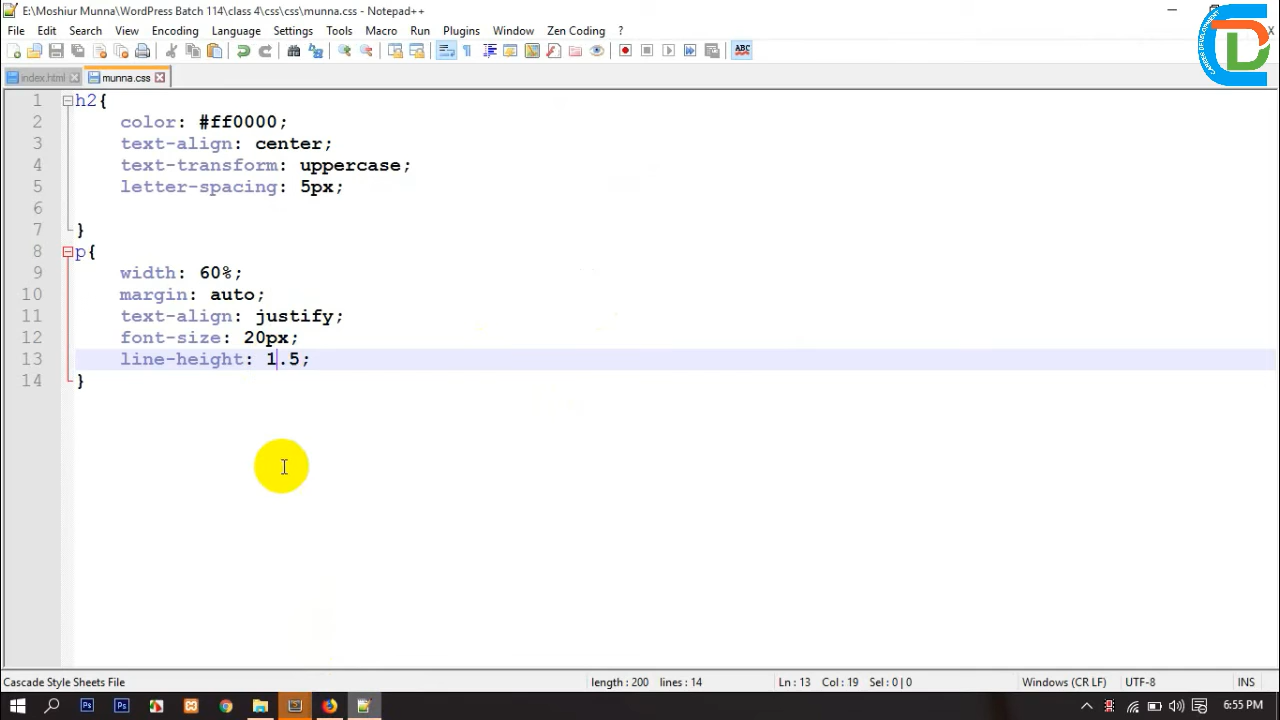 E:\Moshiur Munna\WordPress Batch 114\class 4\css\css\munna.css - Notepad++
File Edit Search View Encoding Language Settings Tools Macro Run Plugins Window Zen Coding ?
ABC
index.html munna.css
1 h2{
2 color: #ff0000;
3 text-align: center;
4 text-transform: uppercase;
5 letter-spacing: 5px;
6
7 }
8 p{
9 width: 60%;
10 margin: auto;
11 text-align: justify;
12 font-size: 20px;
13 line-height: 1.5;
14 }
Cascade Style Sheets File length : 200 lines : 14 Ln : 13 Col : 19 Sel : 0 | 0 Windows (CR LF) UTF-8 INS
6:55 PM